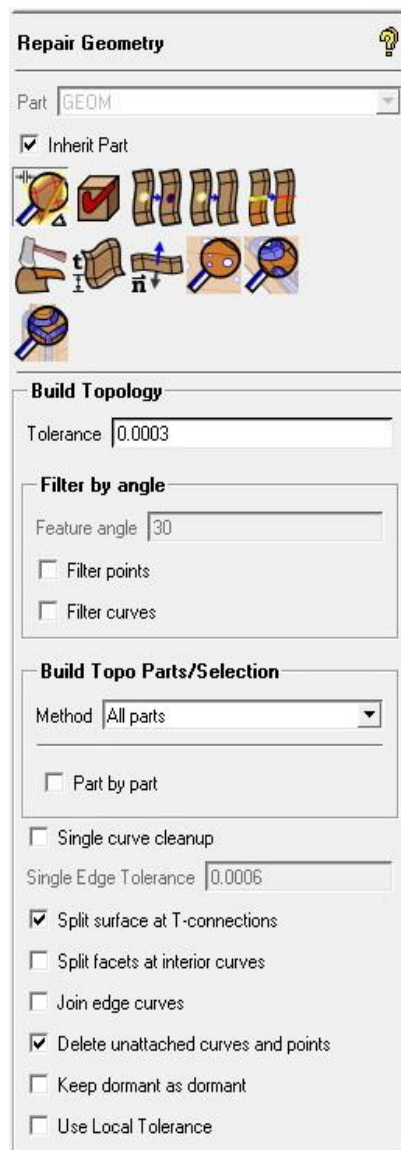 Repair Geometry
Part GEOM
Inherit Part
t
n
Build Topology
Tolerance 0.0003
Filter by angle
Feature angle 30
Filter points
Filter curves
Build Topo Parts/Selection
Method All parts
Part by part
Single curve cleanup
Single Edge Tolerance 0.0006
Split surface at T-connections
Split facets at interior curves
Join edge curves
Delete unattached curves and points
Keep dormant as dormant
Use Local Tolerance